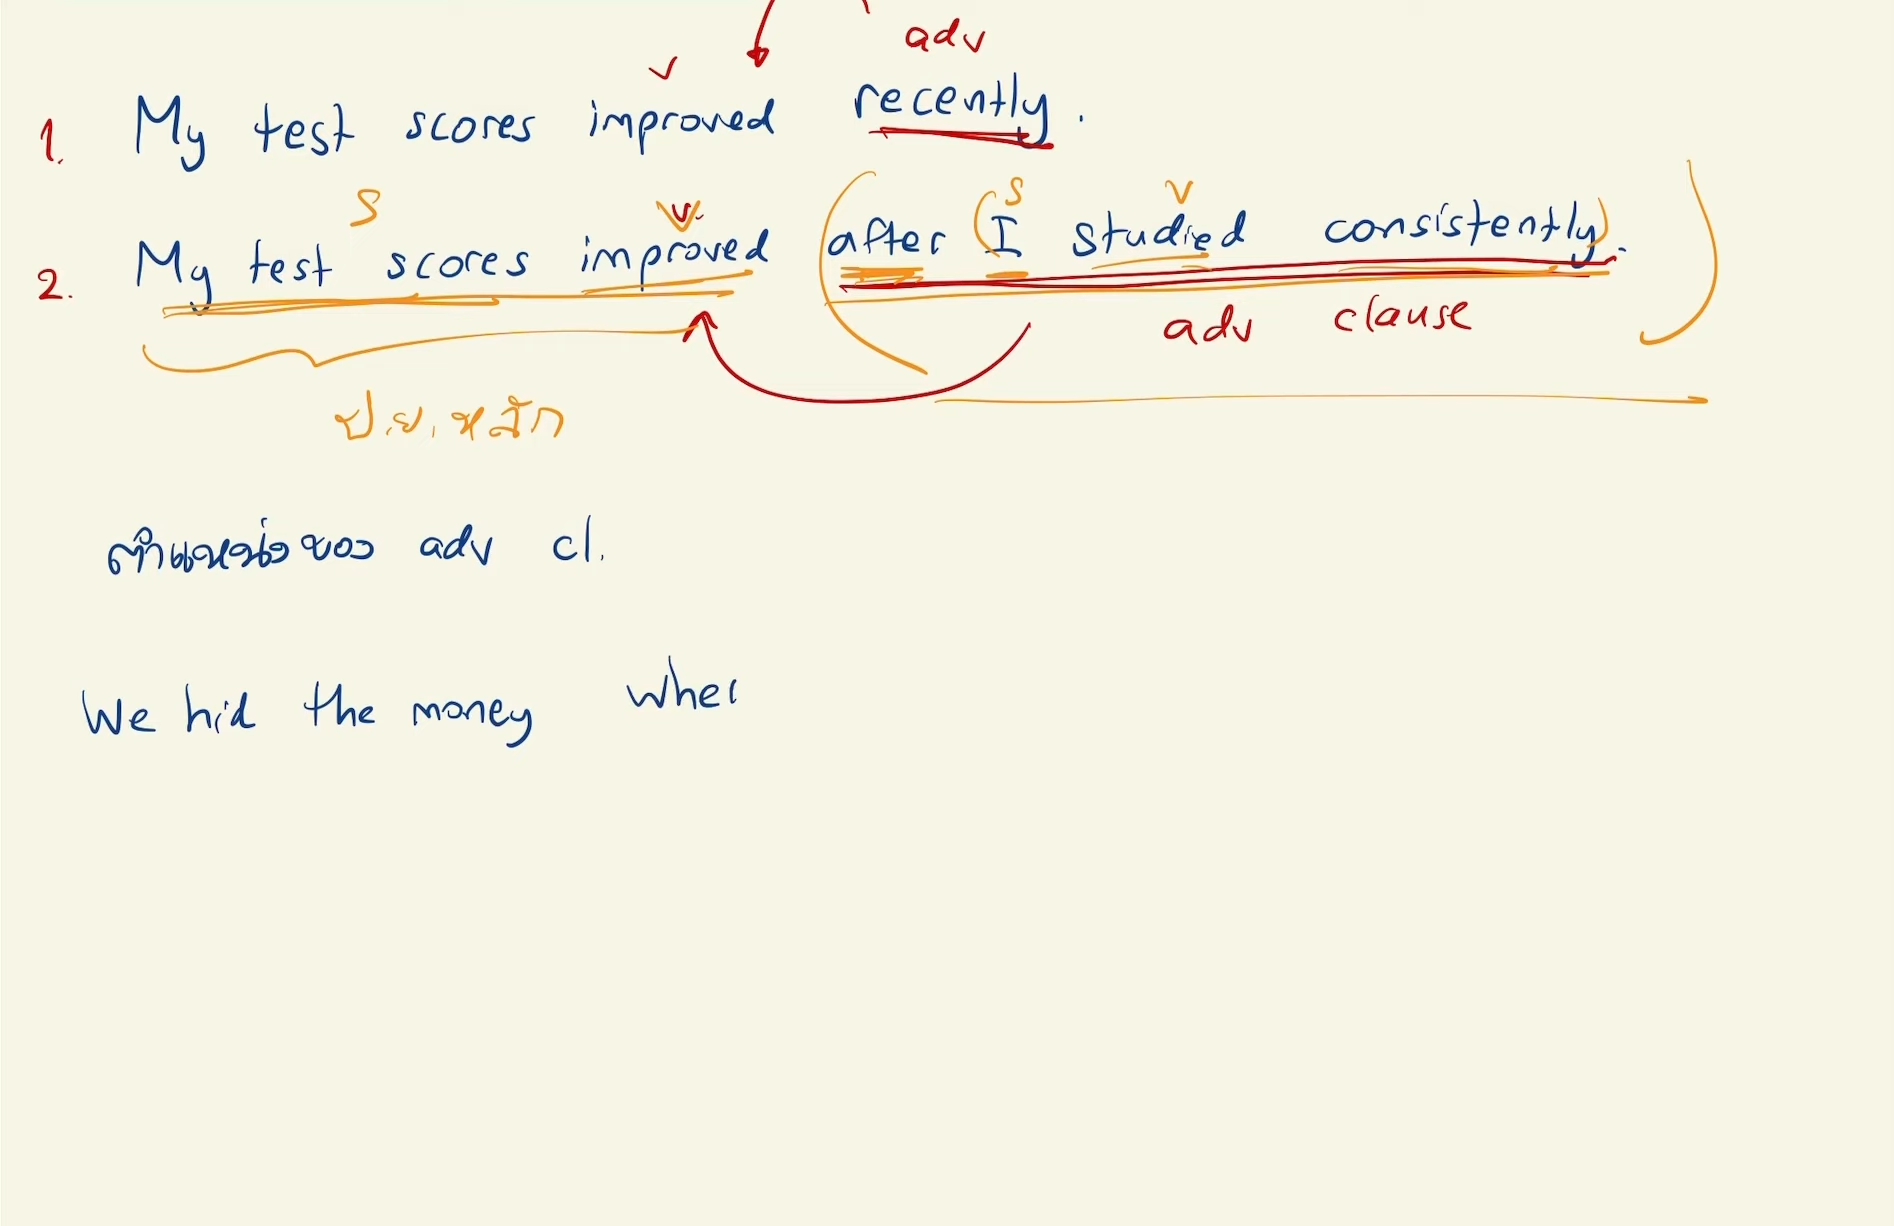 adv
v
1. My test scores improved recently.
S v. S v
2. My test scores improved (after (I studied consistently).)
adv clause
ป.ย.หลัก
ตำแหน่งของ adv cl.
We hid the money wher